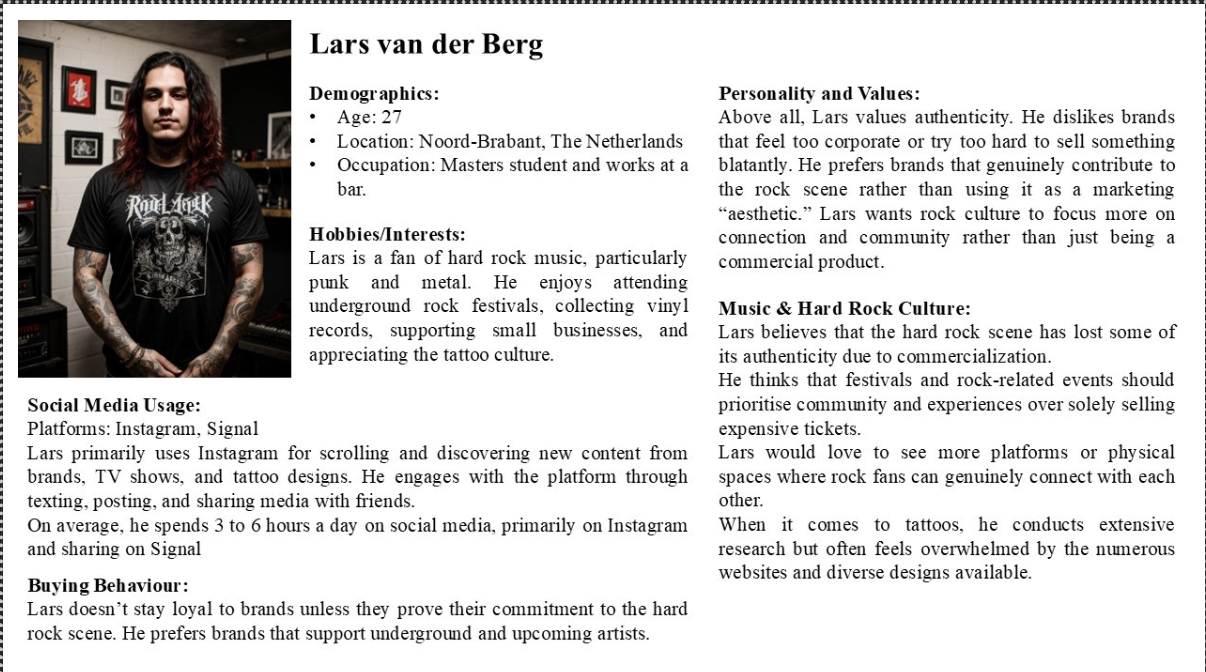 Lars van der Berg
Demographics:
• Age: 27
• Location: Noord-Brabant, The Netherlands
• Occupation: Masters student and works at a
bar.
Hobbies/Interests:
Lars is a fan of hard rock music, particularly
punk and metal. He enjoys attending
underground rock festivals, collecting vinyl
records, supporting small businesses, and
appreciating the tattoo culture.
Social Media Usage:
Platforms: Instagram, Signal
Lars primarily uses Instagram for scrolling and discovering new content from
brands, TV shows, and tattoo designs. He engages with the platform through
texting, posting, and sharing media with friends.
On average, he spends 3 to 6 hours a day on social media, primarily on Instagram
and sharing on Signal
Buying Behaviour:
Lars doesn’t stay loyal to brands unless they prove their commitment to the hard
rock scene. He prefers brands that support underground and upcoming artists.
Personality and Values:
Above all, Lars values authenticity. He dislikes brands
that feel too corporate or try too hard to sell something
blatantly. He prefers brands that genuinely contribute to
the rock scene rather than using it as a marketing
“aesthetic.” Lars wants rock culture to focus more on
connection and community rather than just being a
commercial product.
Music & Hard Rock Culture:
Lars believes that the hard rock scene has lost some of
its authenticity due to commercialization.
He thinks that festivals and rock-related events should
prioritise community and experiences over solely selling
expensive tickets.
Lars would love to see more platforms or physical
spaces where rock fans can genuinely connect with each
other.
When it comes to tattoos, he conducts extensive
research but often feels overwhelmed by the numerous
websites and diverse designs available.